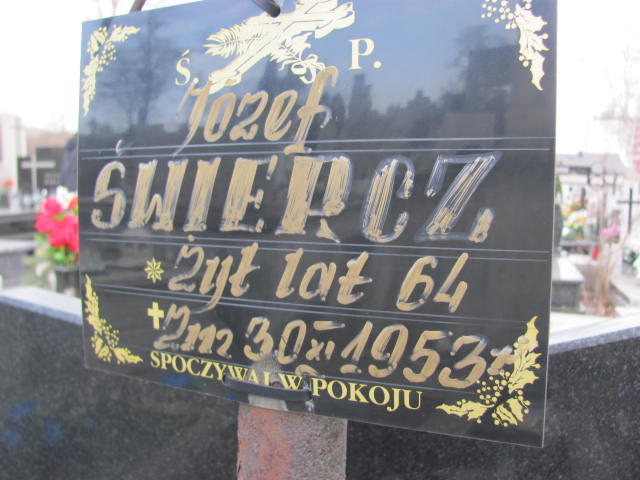 Ś. P.
Józef
ŚWIERCZ
Żył lat 64
Zm 30 XI 1953 r.
SPOCZYWAJ W POKOJU